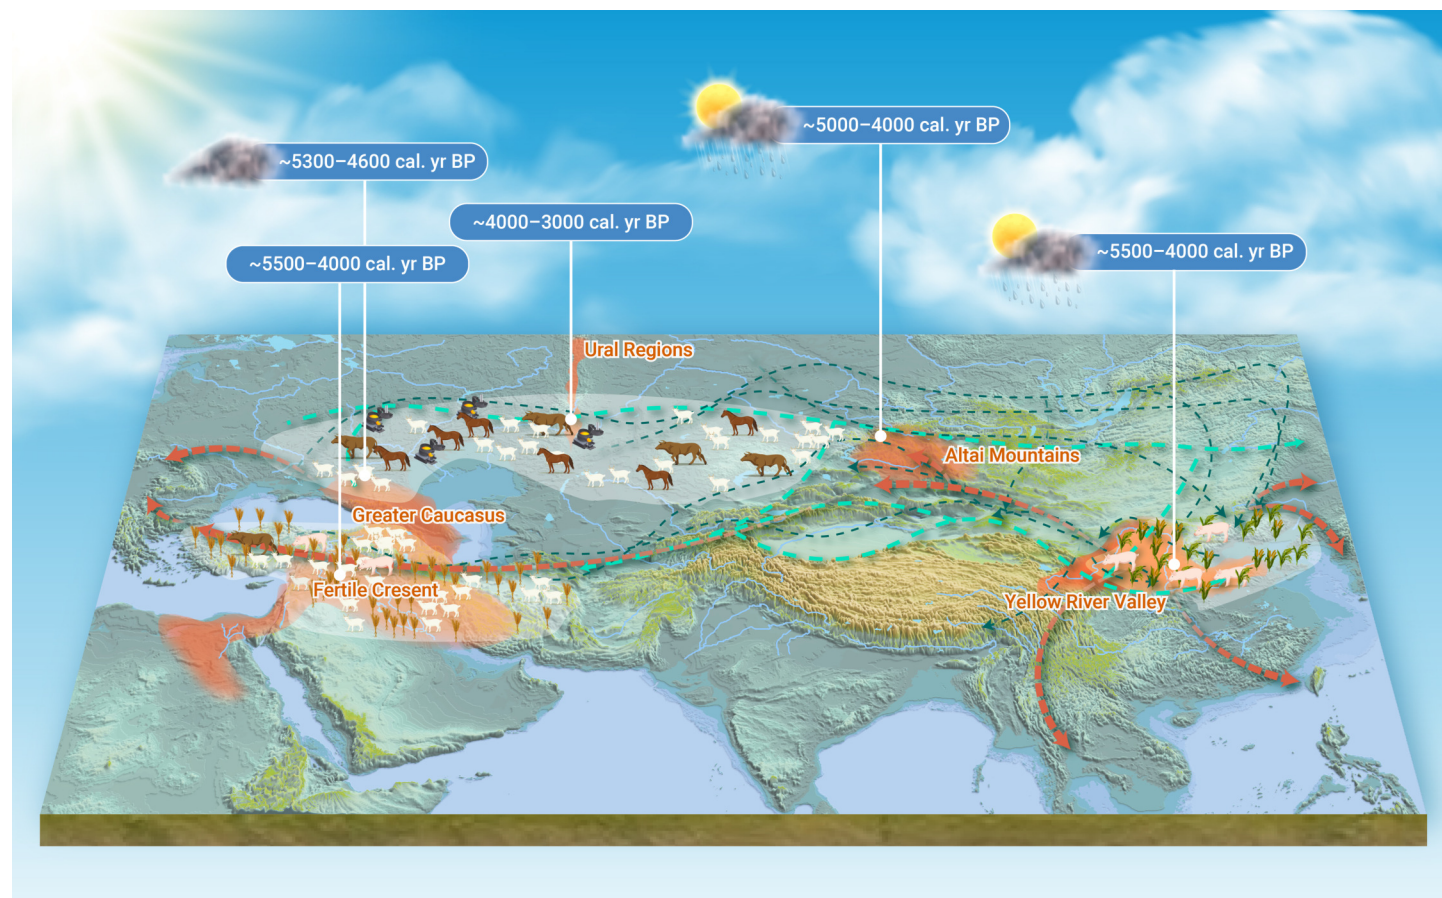 ~5000–4000 cal. yr BP
~5300–4600 cal. yr BP
~4000–3000 cal. yr BP
~5500–4000 cal. yr BP
~5500–4000 cal. yr BP
Ural Regions
Altai Mountains
Greater Caucasus
Fertile Cresent
Yellow River Valley